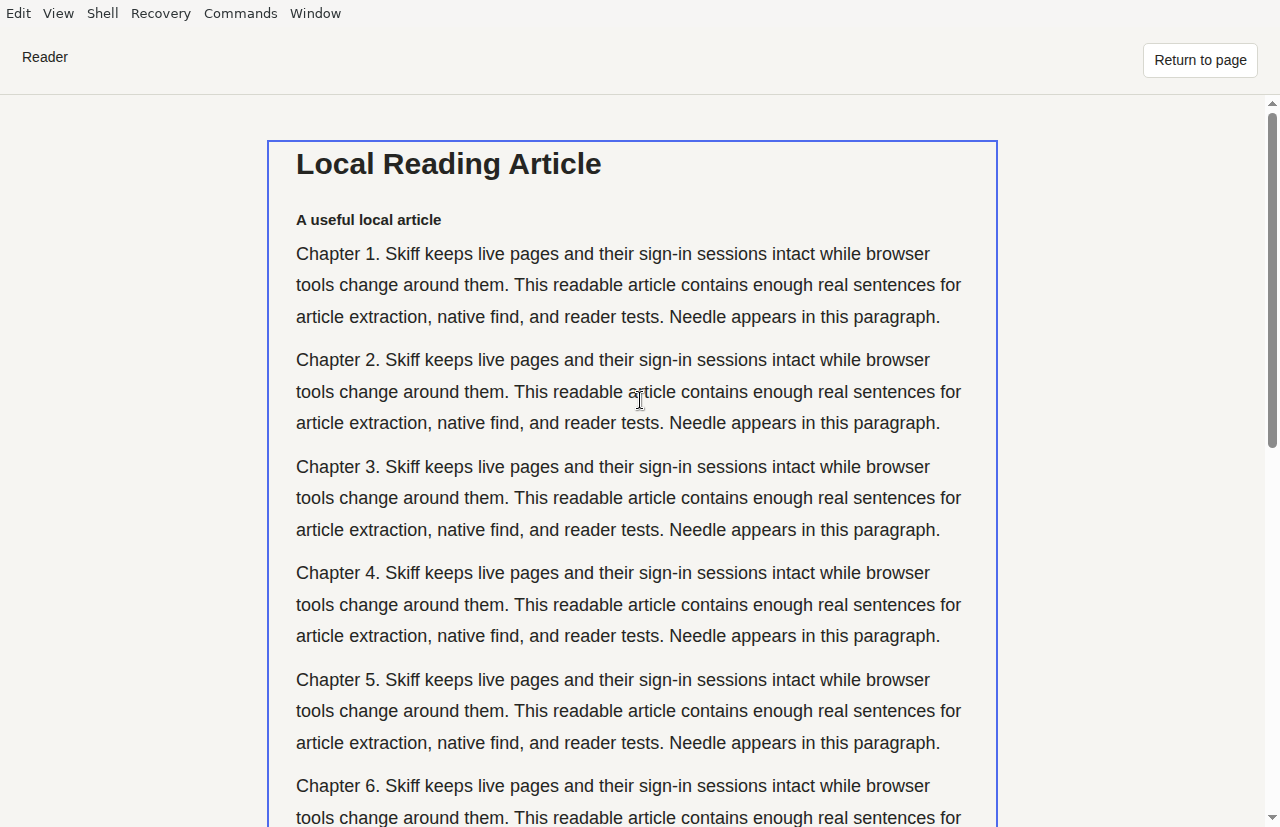 Edit View Shell Recovery Commands Window
Reader
Return to page
Local Reading Article
A useful local article
Chapter 1. Skiff keeps live pages and their sign-in sessions intact while browser
tools change around them. This readable article contains enough real sentences for
article extraction, native find, and reader tests. Needle appears in this paragraph.
Chapter 2. Skiff keeps live pages and their sign-in sessions intact while browser
tools change around them. This readable article contains enough real sentences for
article extraction, native find, and reader tests. Needle appears in this paragraph.
Chapter 3. Skiff keeps live pages and their sign-in sessions intact while browser
tools change around them. This readable article contains enough real sentences for
article extraction, native find, and reader tests. Needle appears in this paragraph.
Chapter 4. Skiff keeps live pages and their sign-in sessions intact while browser
tools change around them. This readable article contains enough real sentences for
article extraction, native find, and reader tests. Needle appears in this paragraph.
Chapter 5. Skiff keeps live pages and their sign-in sessions intact while browser
tools change around them. This readable article contains enough real sentences for
article extraction, native find, and reader tests. Needle appears in this paragraph.
Chapter 6. Skiff keeps live pages and their sign-in sessions intact while browser
tools change around them. This readable article contains enough real sentences for